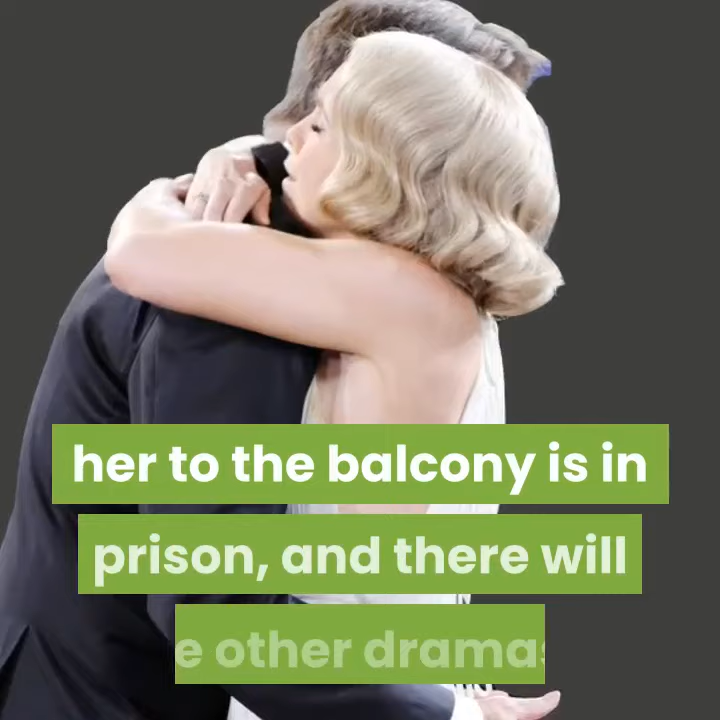 her to the balcony is in
prison, and there will
e other dramas